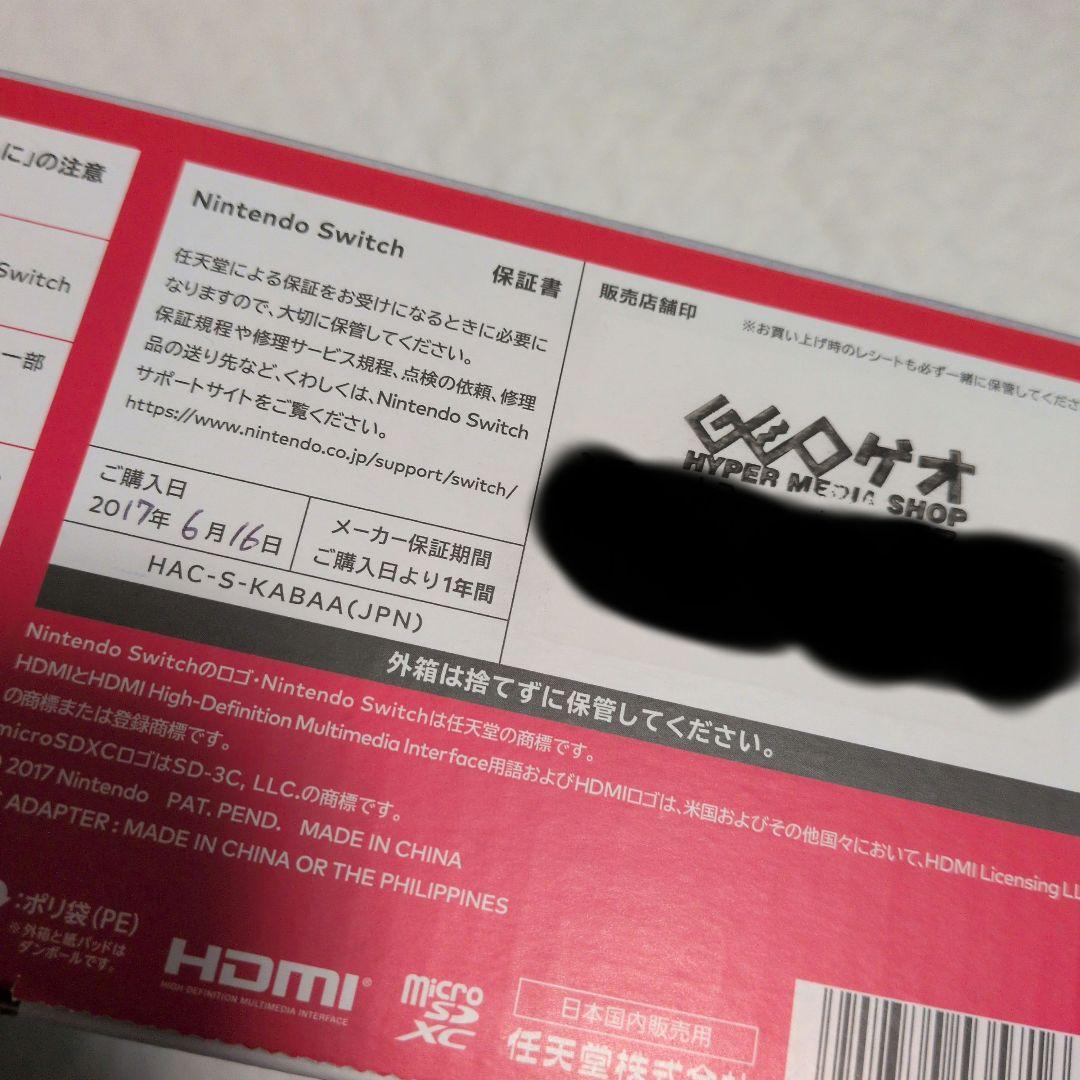 に」の注意
Switch
一部
Nintendo Switch
保証書
任天堂による保証をお受けになるときに必要に
なりますので、大切に保管してください。
保証規程や修理サービス規程、点検の依頼、修理
品の送り先など、くわしくは、Nintendo Switch
サポートサイトをご覧ください。
https://www.nintendo.co.jp/support/switch/
ご購入日
2017年 6月16日
メーカー保証期間
ご購入日より1年間
HAC-S-KABAA(JPN)
販売店舗印
※お買い上げ時のレシートも必ず一緒に保管してくださ
GEOゲオ
HYPER MEDIA SHOP
外箱は捨てずに保管してください。
Nintendo Switchのロゴ・Nintendo Switchは任天堂の商標です。
HDMIとHDMI High-Definition Multimedia Interface用語およびHDMIロゴは、米国およびその他国々において、HDMI Licensing LL
の商標または登録商標です。
microSDXCロゴはSD-3C, LLC.の商標です。
2017 Nintendo PAT. PEND. MADE IN CHINA
ADAPTER : MADE IN CHINA OR THE PHILIPPINES
:ポリ袋(PE)
※外箱と紙パッドは
ダンボールです。
HDMI®
HIGH DEFINITION MULTIMEDIA INTERFACE
micro
SD
XC
日本国内販売用
任天堂株式会社